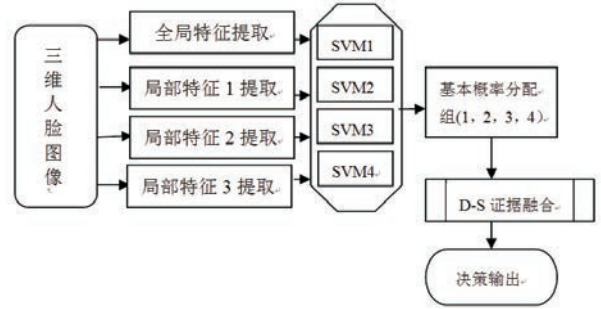 三维人脸图像
全局特征提取
局部特征 1 提取
局部特征 2 提取
局部特征 3 提取
SVM1
SVM2
SVM3
SVM4
基本概率分配
组(1, 2, 3, 4)
D-S 证据融合
决策输出